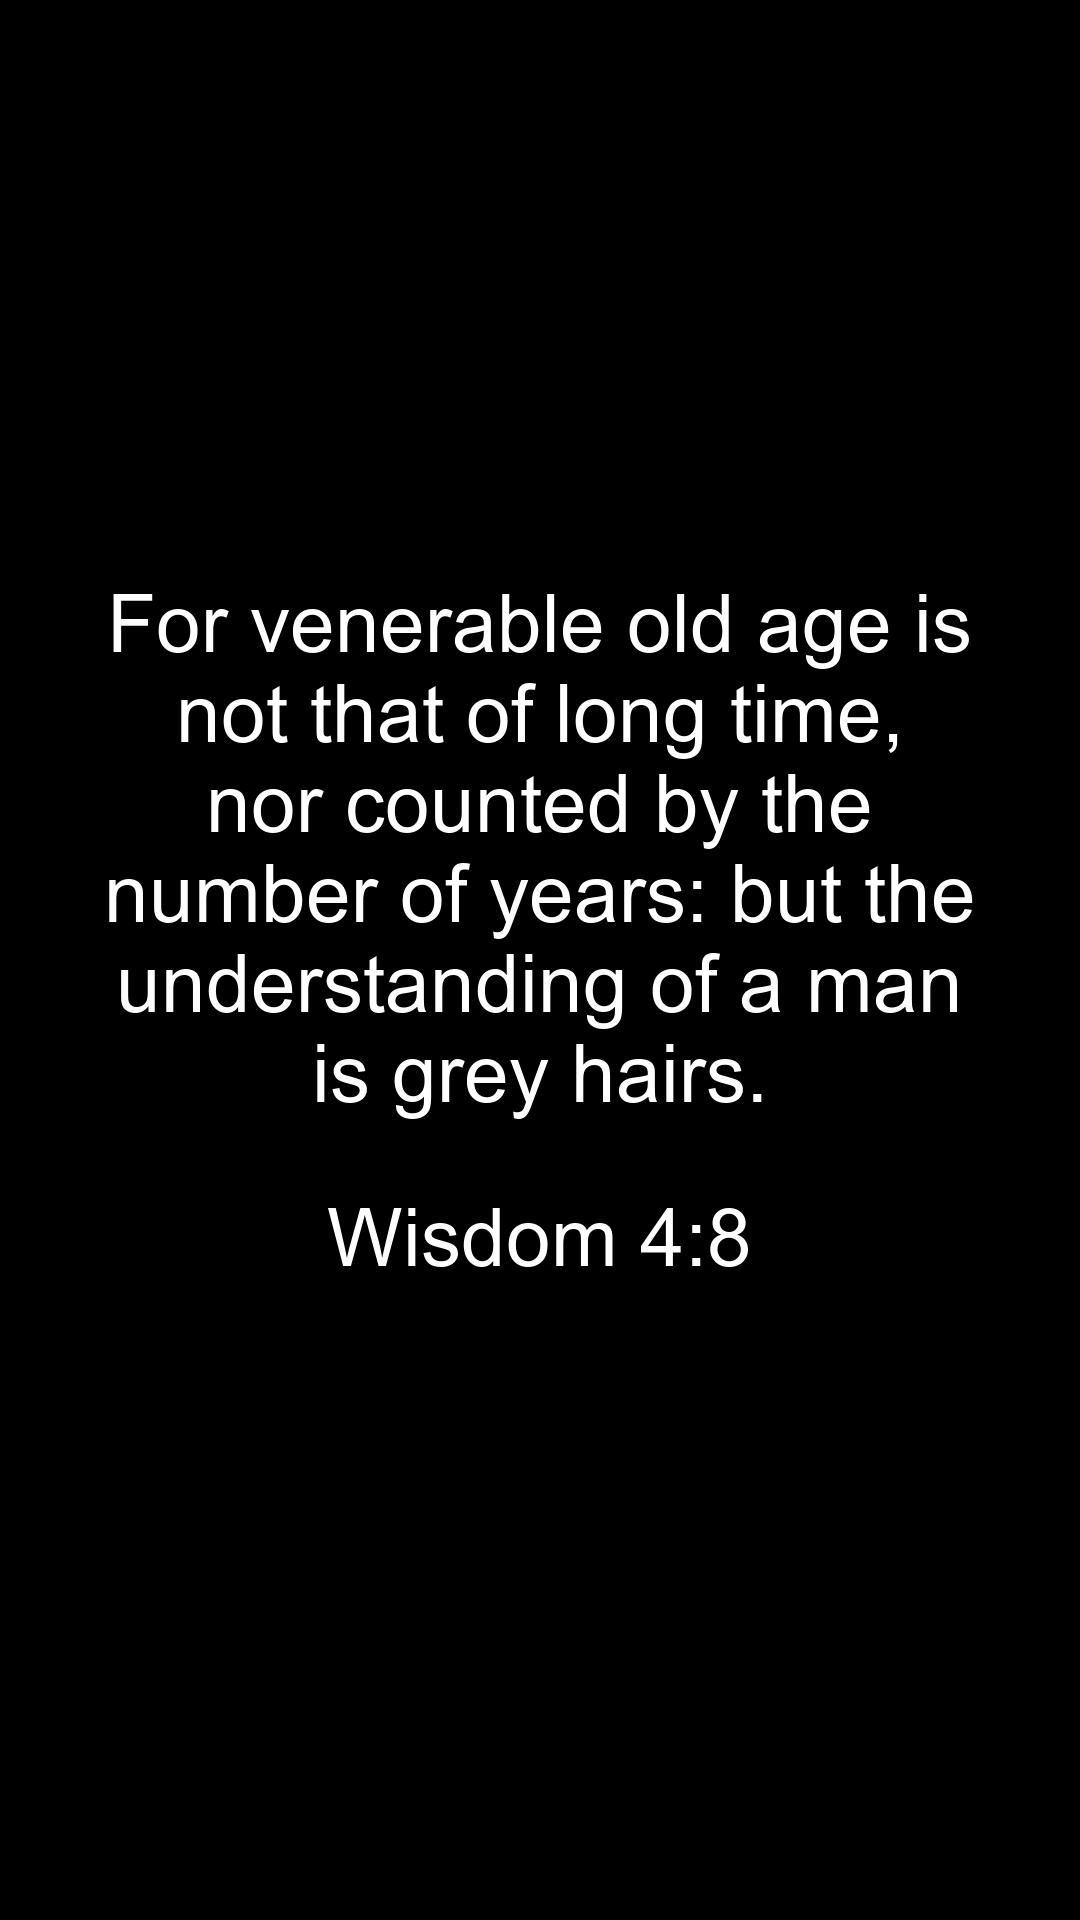 For venerable old age is
not that of long time,
nor counted by the
number of years: but the
understanding of a man
is grey hairs.
Wisdom 4:8